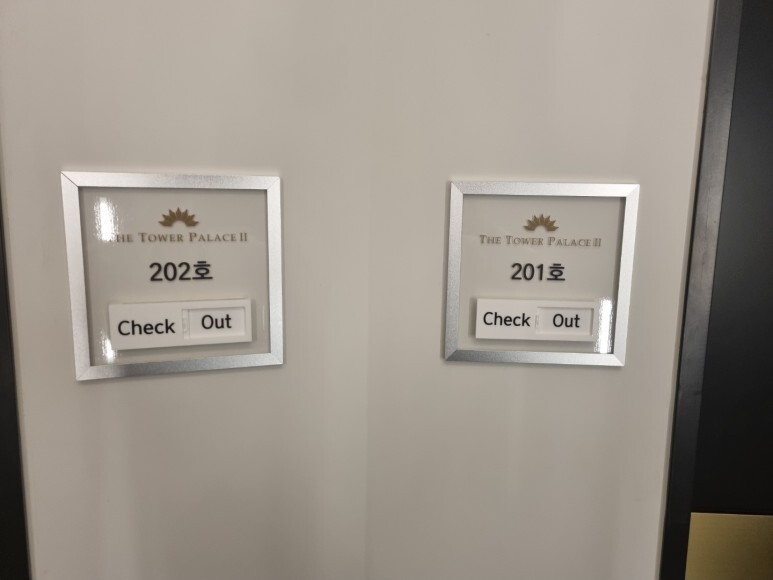 THE TOWER PALACE II
202호
Check Out
THE TOWER PALACE II
201호
Check Out